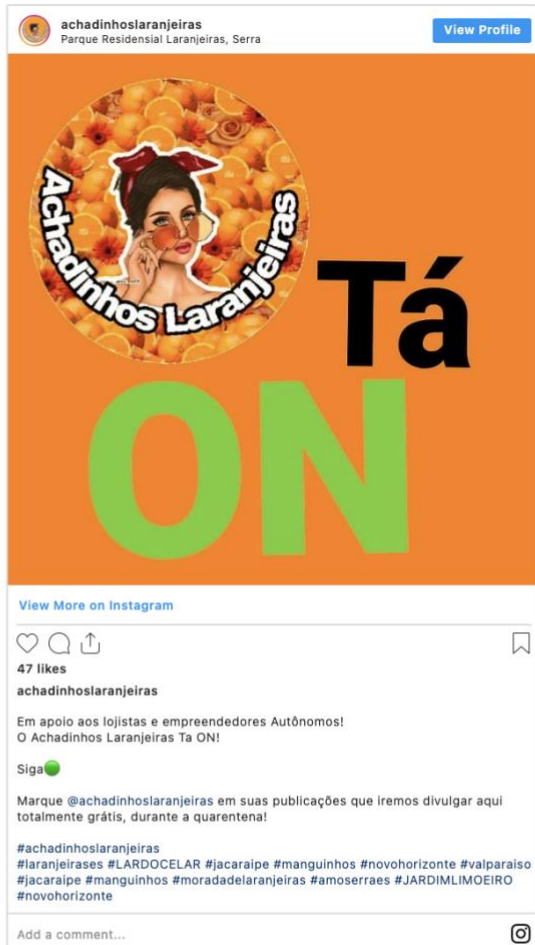 achadinhoslaranjeiras
Parque Residensial Laranjeiras, Serra
View Profile
Achadinhos Laranjeiras
Tá
ON
View More on Instagram
47 likes
achadinhoslaranjeiras
Em apoio aos lojistas e empreendedores Autônomos!
O Achadinhos Laranjeiras Ta ON!
Siga
Marque @achadinhoslaranjeiras em suas publicações que iremos divulgar aqui
totalmente grátis, durante a quarentena!
#achadinhoslaranjeiras
#laranjeirases #LARDOCELAR #jacaraipe #manguinhos #novohorizonte #valparaiso
#jacaraipe #manguinhos #moradadelaranjeiras #amoserraes #JARDIMLIMOEIRO
#novohorizonte
Add a comment...